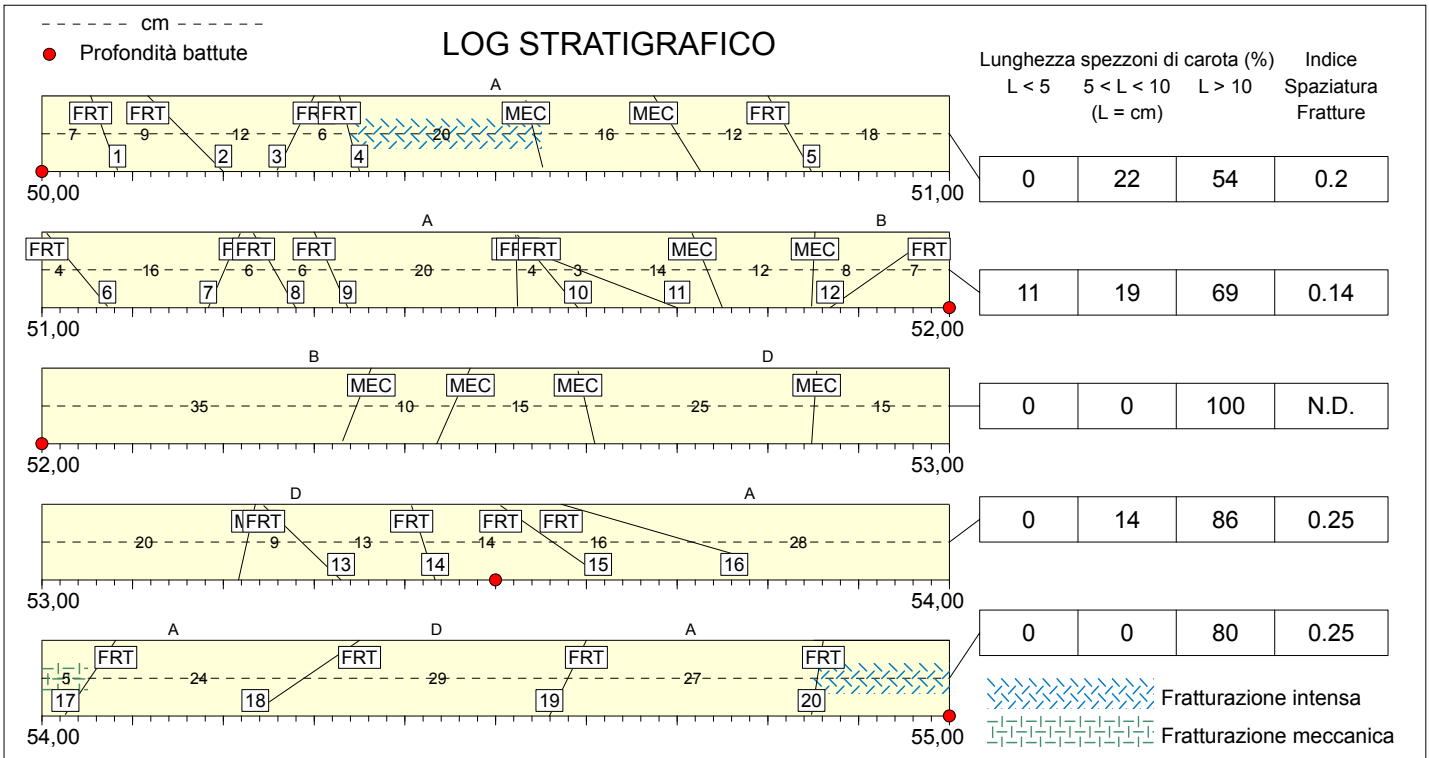 cm
Profondità battute
LOG STRATIGRAFICO
Lunghezza spezzoni di carota (%) Indice
L < 5 5 < L < 10 L > 10 Spaziatura
(L = cm) Fratture
A
FRT FRT FRT MEC MEC FRT
7 9 12 6 20 16 12 18
1 2 3 4 5
50,00 51,00
0 22 54 0.2
A B
FRT FRT FRT FRT MEC MEC FRT
4 16 6 6 20 4 3 14 12 8 7
6 7 8 9 10 11 12
51,00 52,00
11 19 69 0.14
B D
MEC MEC MEC MEC
35 10 15 25 15
52,00 53,00
0 0 100 N.D.
D A
FRT FRT FRT FRT
20 9 13 14 16 28
13 14 15 16
53,00 54,00
0 14 86 0.25
A D A
FRT FRT FRT FRT
5 24 29 27
17 18 19 20
54,00 55,00
0 0 80 0.25
Fratturazione intensa
Fratturazione meccanica